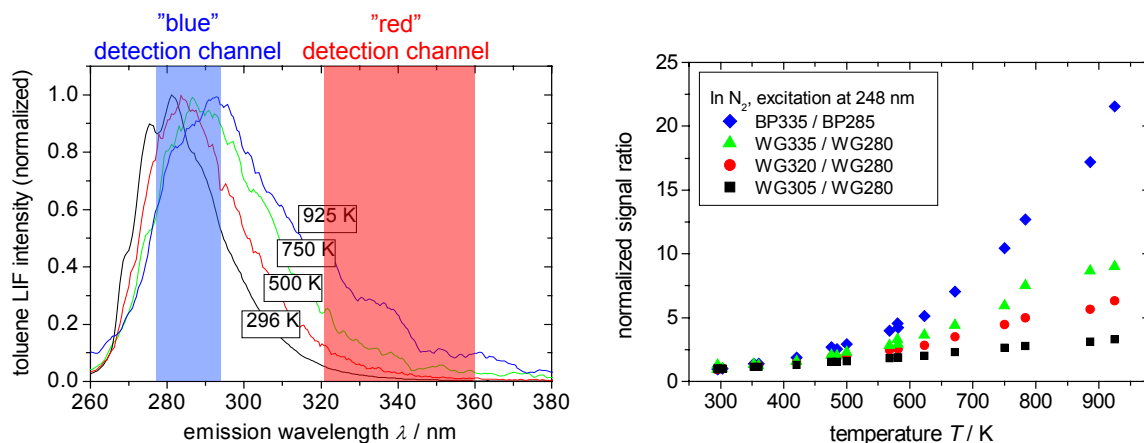 "blue"
detection channel
"red"
detection channel
toluene LIF intensity (normalized)
1.0
0.8
0.6
0.4
0.2
0.0
925 K
750 K
500 K
296 K
260 280 300 320 340 360 380
emission wavelength λ / nm
normalized signal ratio
25
20
15
10
5
0
In N₂, excitation at 248 nm
BP335 / BP285
WG335 / WG280
WG320 / WG280
WG305 / WG280
300 400 500 600 700 800 900
temperature T / K